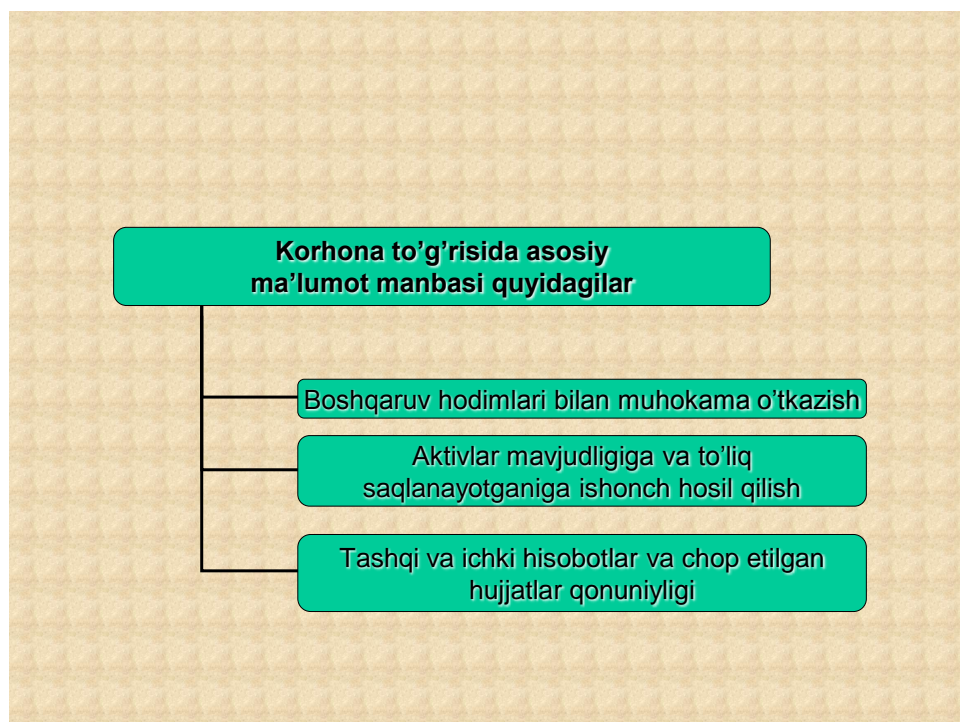 Korhona to’g’risida asosiy
ma’lumot manbasi quyidagilar
Boshqaruv hodimlari bilan muhokama o’tkazish
Aktivlar mavjudligiga va to’liq
saqlanayotganiga ishonch hosil qilish
Tashqi va ichki hisobotlar va chop etilgan
hujjatlar qonuniyligi